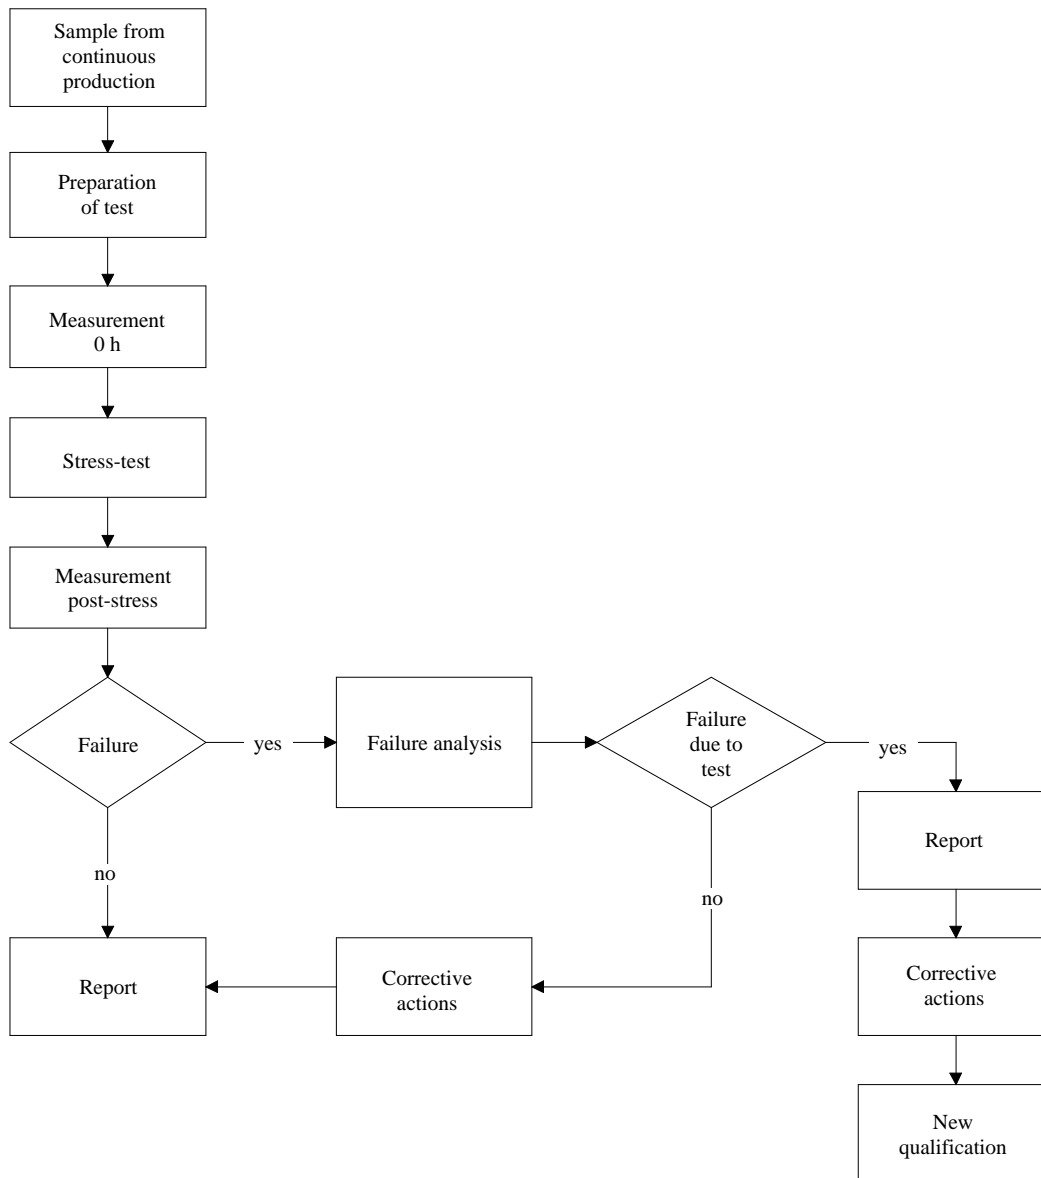 Sample from
continuous
production
Preparation
of test
Measurement
0 h
Stress-test
Measurement
post-stress
Failure
yes
Failure analysis
Failure
due to
test
yes
no
Report
no
Report
Corrective
actions
Corrective
actions
New
qualification